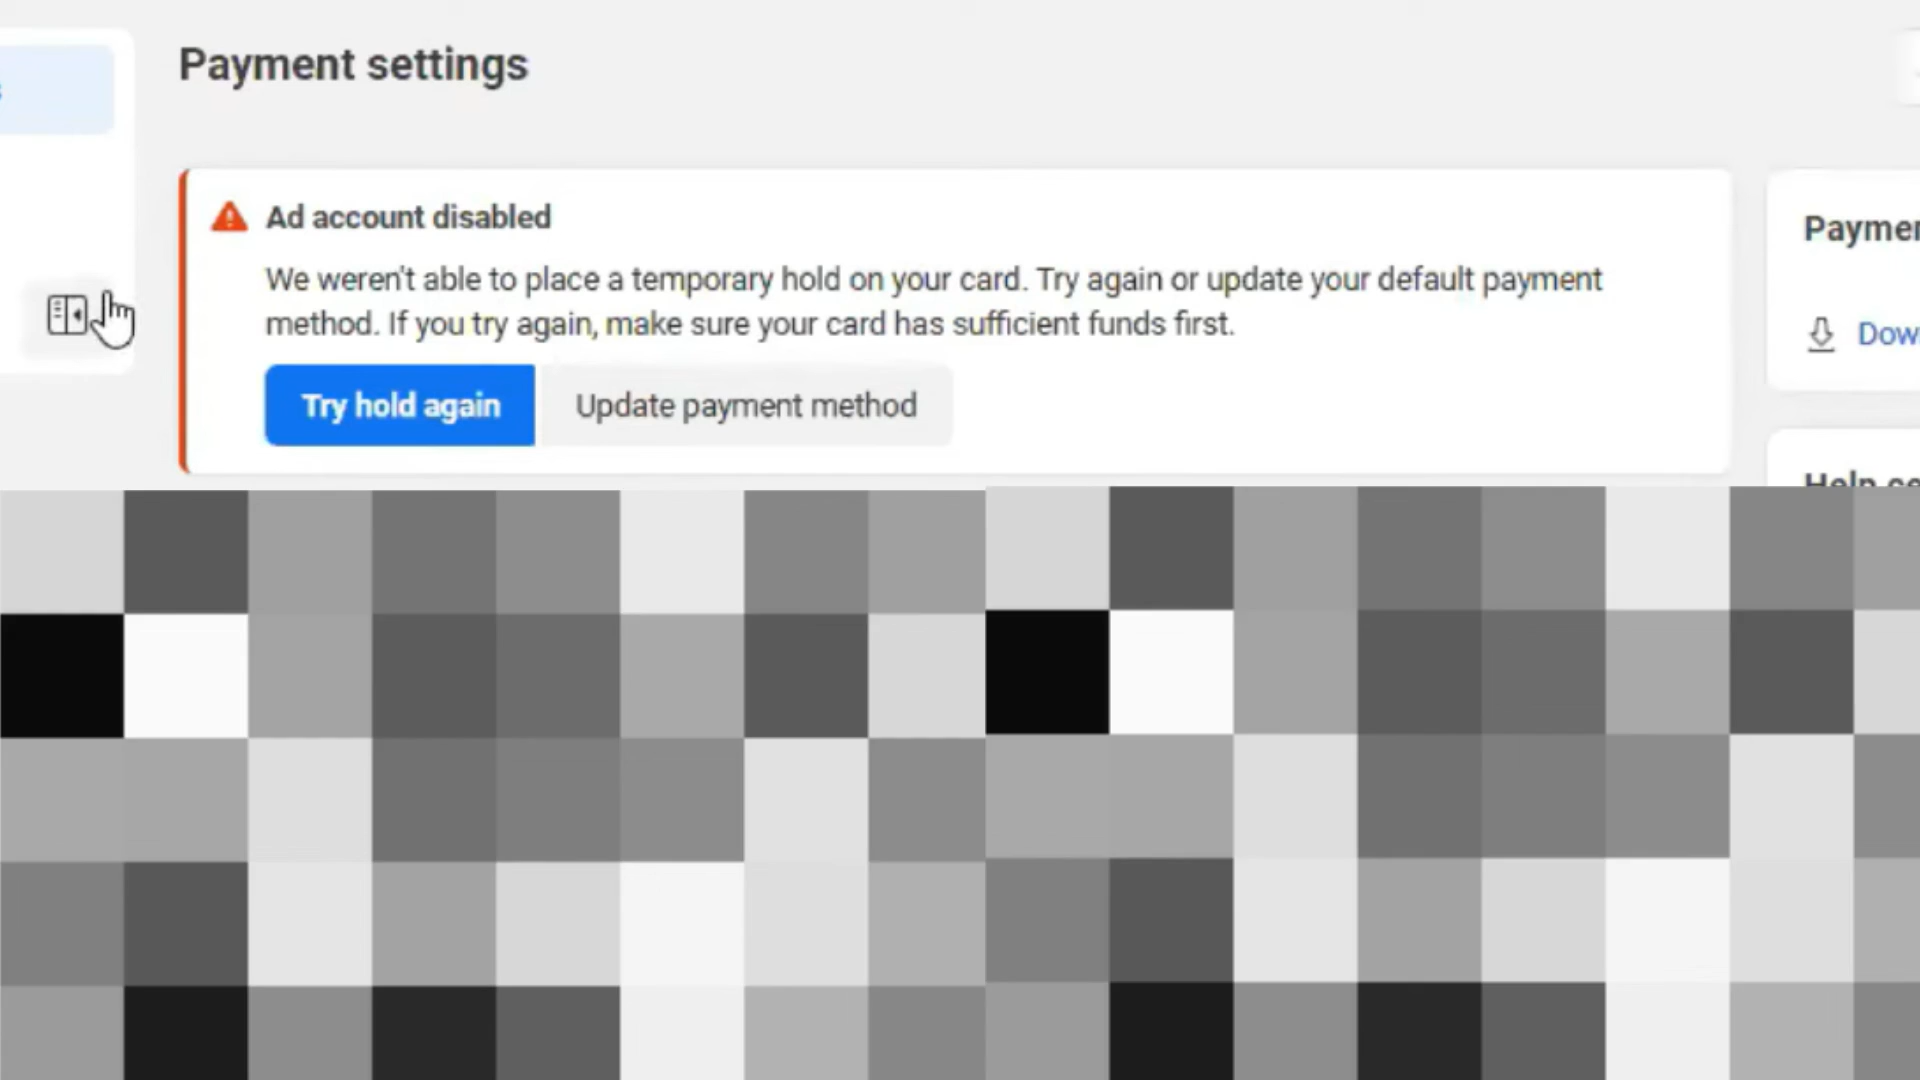 Payment settings
Ad account disabled
We weren't able to place a temporary hold on your card. Try again or update your default payment
method. If you try again, make sure your card has sufficient funds first.
Try hold again
Update payment method